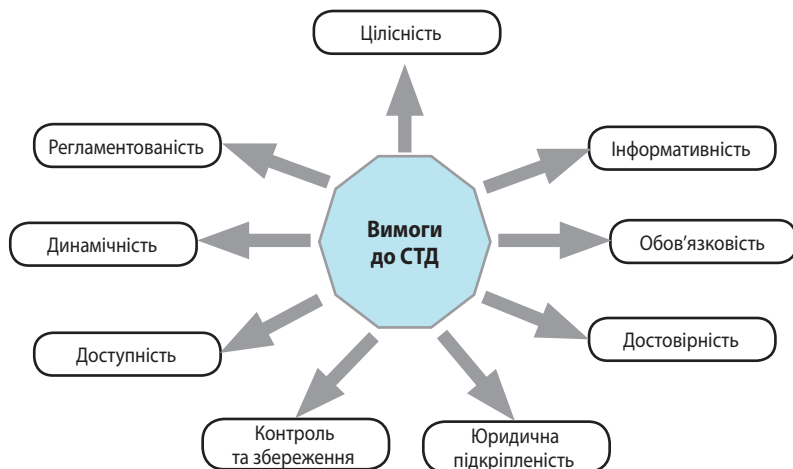 Цілісність
Регламентованість
Інформативність
Динамічність
Вимоги
до СТД
Обов’язковість
Доступність
Достовірність
Контроль
та збереження
Юридична
підкріпленість